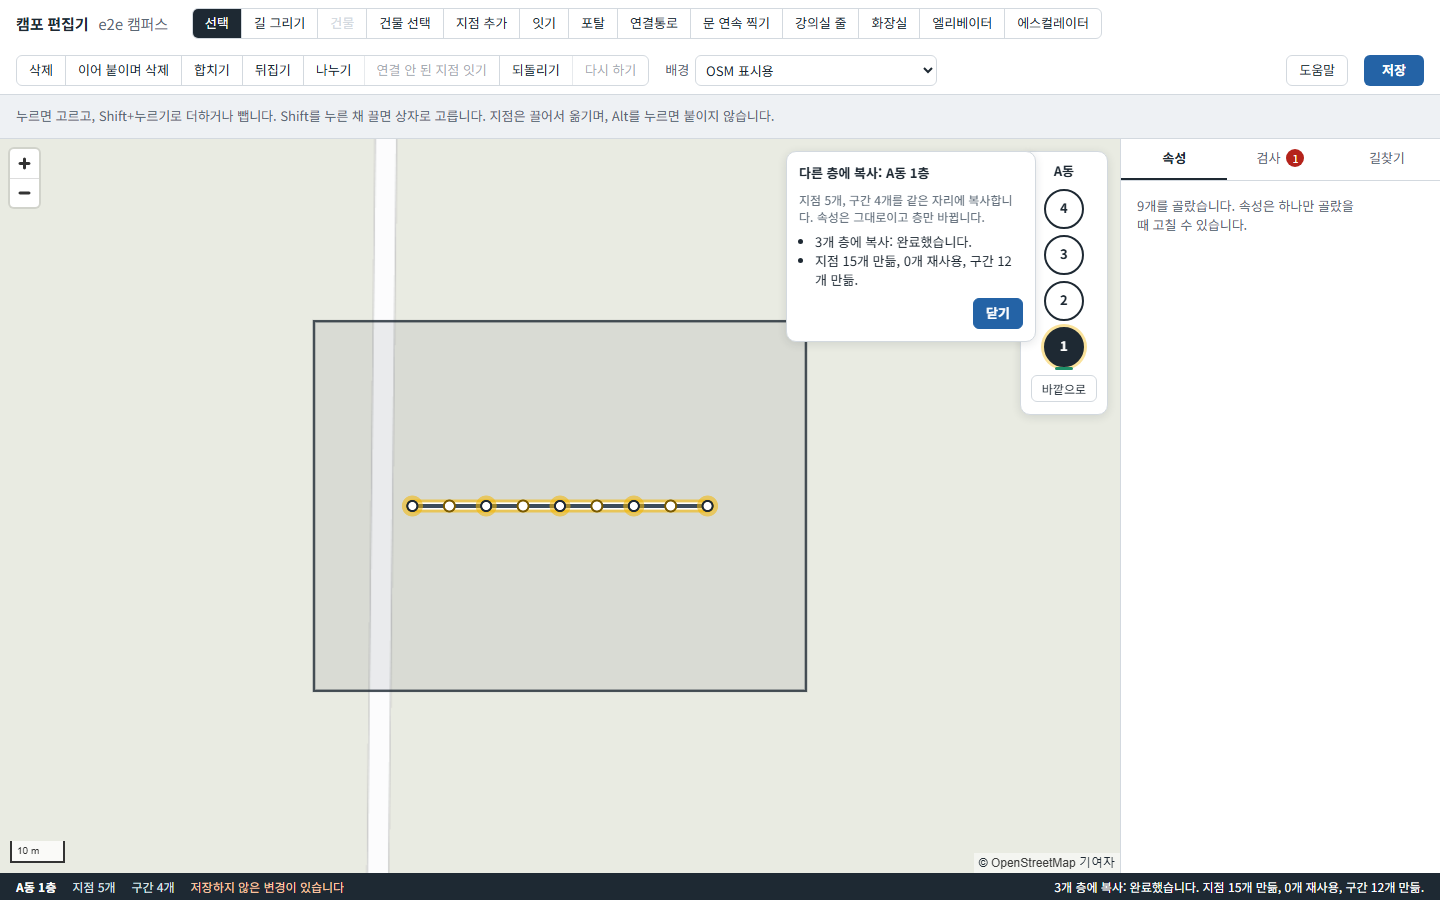 캠포 편집기 e2e 캠퍼스 선택 길 그리기 건물 건물 선택 지점 추가 잇기 포탈 연결통로 문 연속 찍기 강의실 줄 화장실 엘리베이터 에스컬레이터
삭제 이어 붙이며 삭제 합치기 뒤집기 나누기 연결 안 된 지점 잇기 되돌리기 다시 하기 배경 OSM 표시용 도움말 저장
누르면 고르고, Shift+누르기로 더하거나 뺍니다. Shift를 누른 채 끌면 상자로 고릅니다. 지점은 끌어서 옮기며, Alt를 누르면 붙이지 않습니다.
+
−
다른 층에 복사: A동 1층
지점 5개, 구간 4개를 같은 자리에 복사합니
다. 속성은 그대로이고 층만 바뀝니다.
3개 층에 복사: 완료했습니다.
지점 15개 만듦, 0개 재사용, 구간 12
개 만듦.
닫기
A동
4
3
2
1
바깥으로
속성 검사 1 길찾기
9개를 골랐습니다. 속성은 하나만 골랐을
때 고칠 수 있습니다.
10 m
© OpenStreetMap 기여자
A동 1층 지점 5개 구간 4개 저장하지 않은 변경이 있습니다 3개 층에 복사: 완료했습니다. 지점 15개 만듦, 0개 재사용, 구간 12개 만듦.